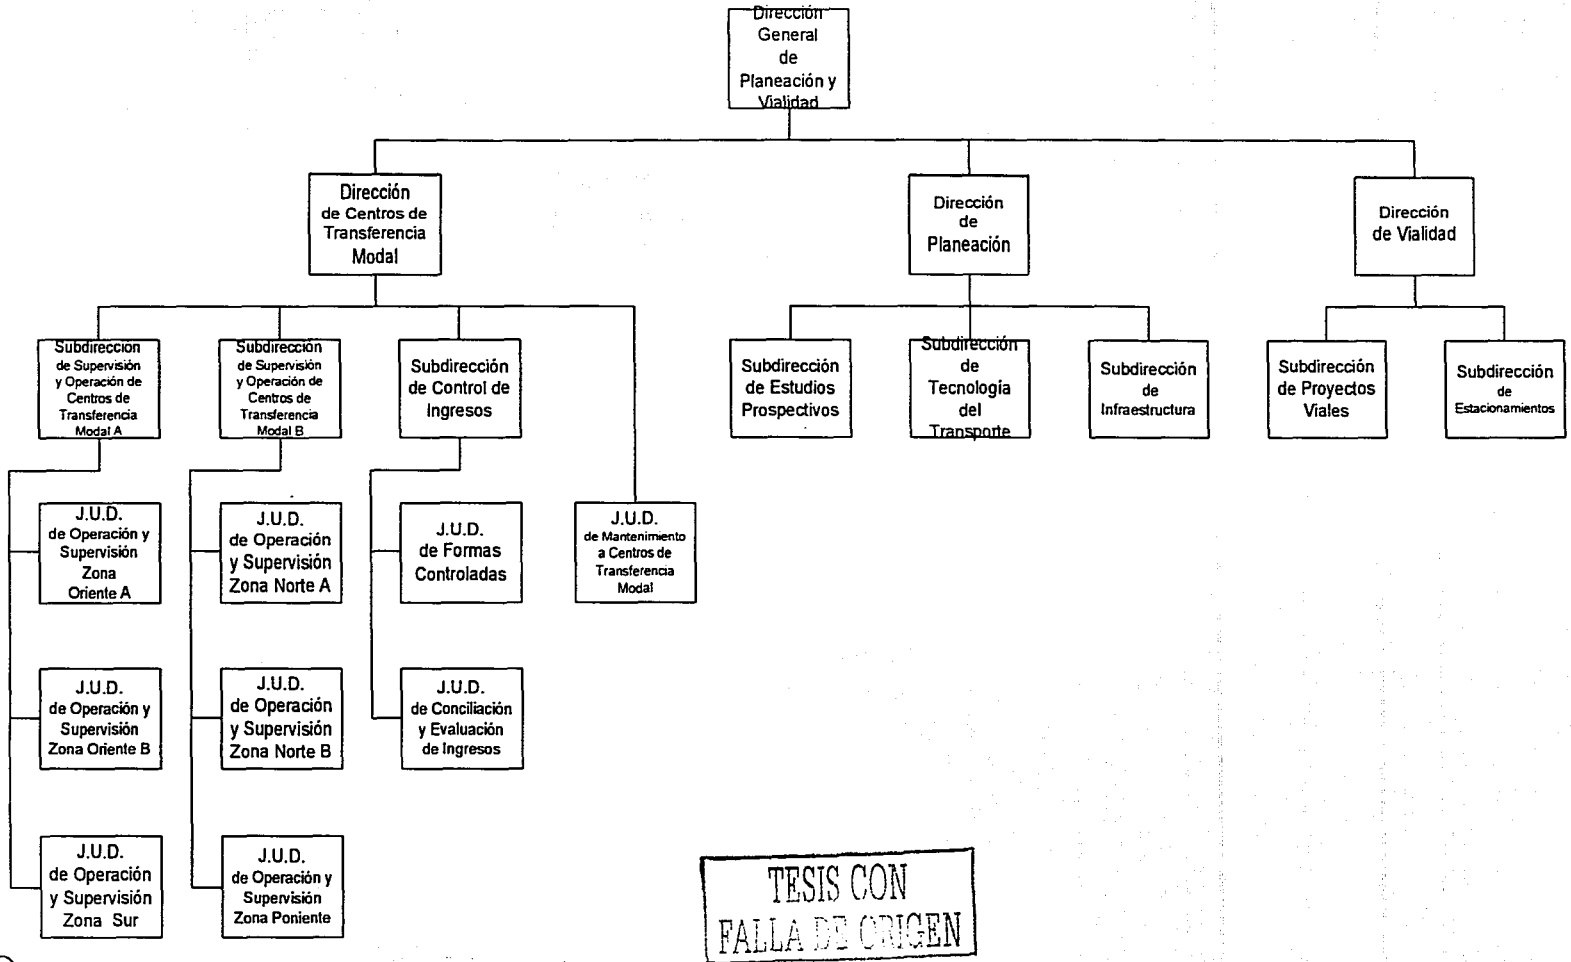 Dirección
General
de
Planeación y
Vialidad
Dirección
de Centros de
Transferencia
Modal
Dirección
de
Planeación
Dirección
de Vialidad
Subdirección
de Supervisión
y Operación de
Centros de
Transferencia
Modal A
Subdirección
de Supervisión
y Operación de
Centros de
Transferencia
Modal B
Subdirección
de Control de
Ingresos
Subdirección
de Estudios
Prospectivos
Subdirección
de
Tecnología
del
Transporte
Subdirección
de
Infraestructura
Subdirección
de Proyectos
Viales
Subdirección
de
Estacionamientos
J.U.D.
de Operación y
Supervisión
Zona
Oriente A
J.U.D.
de Operación
y Supervisión
Zona Norte A
J.U.D.
de Formas
Controladas
J.U.D.
de Mantenimiento
a Centros de
Transferencia
Modal
J.U.D.
de Operación y
Supervisión
Zona Oriente B
J.U.D.
de Operación
y Supervisión
Zona Norte B
J.U.D.
de Conciliación
y Evaluación
de Ingresos
J.U.D.
de Operación
y Supervisión
Zona Sur
J.U.D.
de Operación y
Supervisión
Zona Poniente
TESIS CON
FALLA DE ORIGEN